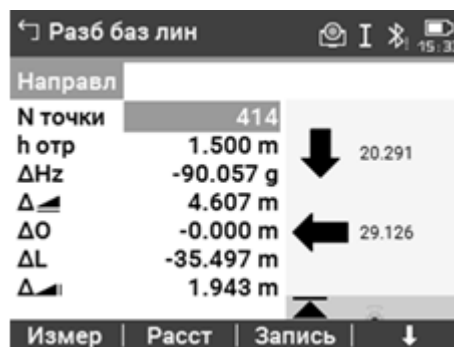 Разб баз лин 15:3
Направл
N точки 414
h отр 1.500 m 20.291
ΔHz -90.057 g
Δ 4.607 m
ΔO -0.000 m 29.126
ΔL -35.497 m
Δ 1.943 m
Измер Расст Запись